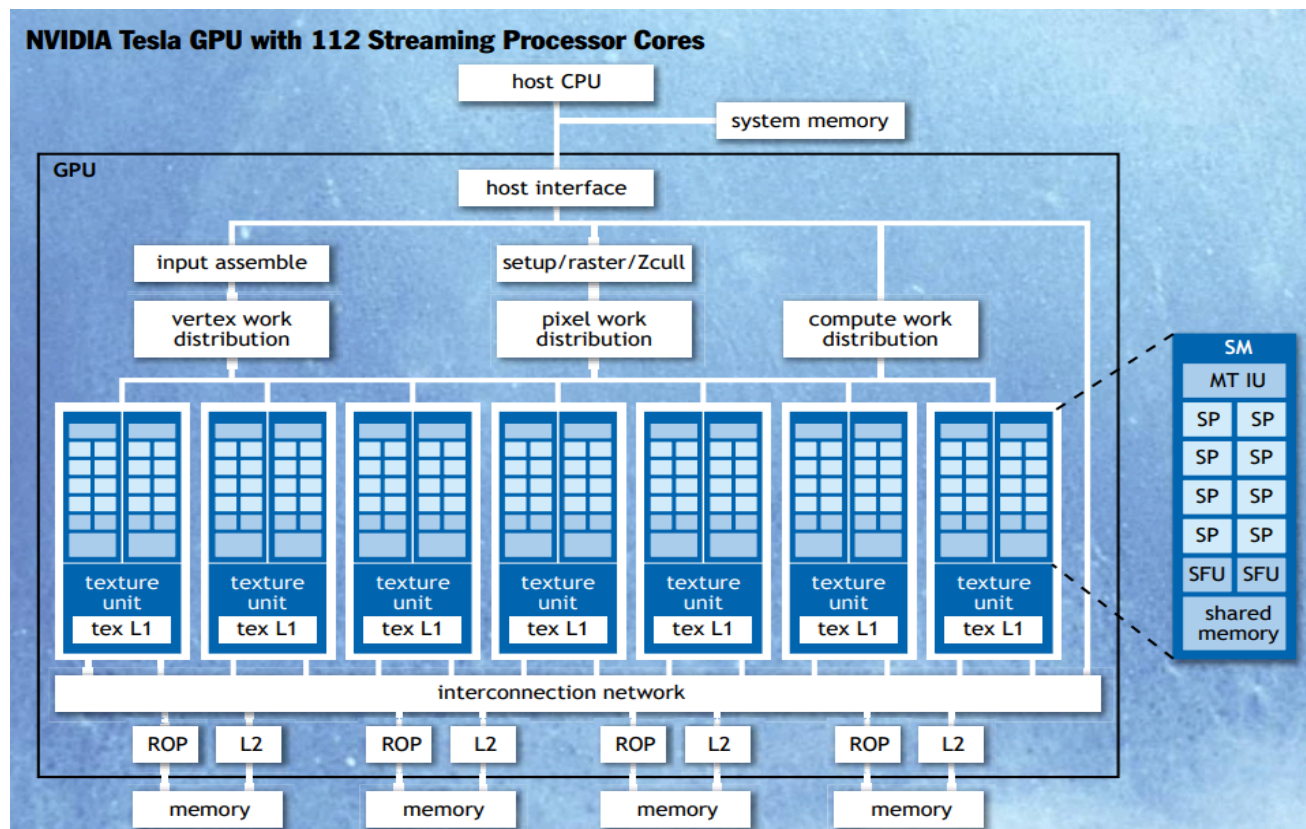 NVIDIA Tesla GPU with 112 Streaming Processor Cores
host CPU
system memory
GPU
host interface
input assemble
setup/raster/Zcull
vertex work
distribution
pixel work
distribution
compute work
distribution
SM
MT IU
SP SP
SP SP
SP SP
SP SP
SFU SFU
shared
memory
texture
unit
tex L1
texture
unit
tex L1
texture
unit
tex L1
texture
unit
tex L1
texture
unit
tex L1
texture
unit
tex L1
texture
unit
tex L1
interconnection network
ROP L2 ROP L2 ROP L2 ROP L2
memory memory memory memory